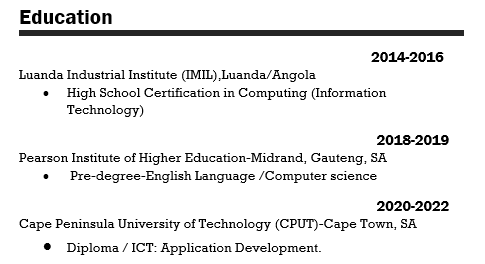 Education
2014-2016
Luanda Industrial Institute (IMIL),Luanda/Angola
• High School Certification in Computing (Information
Technology)
2018-2019
Pearson Institute of Higher Education-Midrand, Gauteng, SA
• Pre-degree-English Language /Computer science
2020-2022
Cape Peninsula University of Technology (CPUT)-Cape Town, SA
• Diploma / ICT: Application Development.